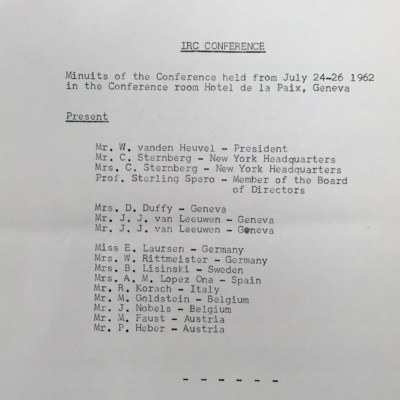 IRC CONFERENCE
Minuits of the Conference held from July 24-26 1962
in the Conference room Hotel de la Paix, Geneva
Present
Mr. W. vanden Heuvel - President
Mr. C. Sternberg - New York Headquarters
Mrs. C. Sternberg - New York Headquarters
Prof. Sterling Spero - Member of the Board
of Directors
Mrs. D. Duffy - Geneva
Mr. J. J. van Leeuwen - Geneva
Mr. J. J. van Leeuwen - Geneva
Miss E. Laursen - Germany
Mrs. W. Rittmeister - Germany
Mrs. B. Lisinski - Sweden
Mrs. A. M. Lopez Ona - Spain
Mr. R. Korach - Italy
Mr. M. Goldstein - Belgium
Mr. J. Nobels - Belgium
Mr. M. Faust - Austria
Mr. P. Heber - Austria
- - - - - -